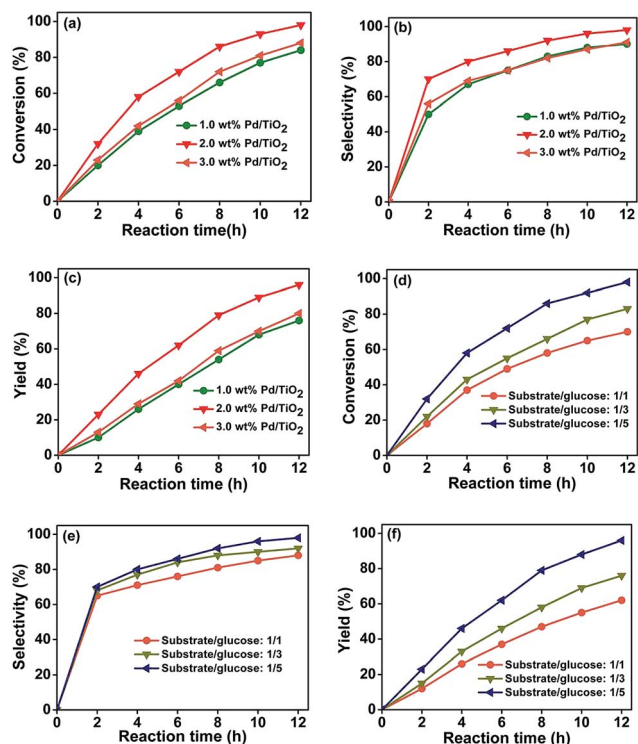 (a)
Conversion (%)
100
80
60
40
20
0
1.0 wt% Pd/TiO2
2.0 wt% Pd/TiO2
3.0 wt% Pd/TiO2
0 2 4 6 8 10 12
Reaction time(h)
(b)
Selectivity (%)
100
80
60
40
20
0
1.0 wt% Pd/TiO2
2.0 wt% Pd/TiO2
3.0 wt% Pd/TiO2
0 2 4 6 8 10 12
Reaction time (h)
(c)
Yield (%)
100
80
60
40
20
0
1.0 wt% Pd/TiO2
2.0 wt% Pd/TiO2
3.0 wt% Pd/TiO2
0 2 4 6 8 10 12
Reaction time (h)
(d)
Conversion (%)
100
80
60
40
20
0
Substrate/glucose: 1/1
Substrate/glucose: 1/3
Substrate/glucose: 1/5
0 2 4 6 8 10 12
Reaction time (h)
(e)
Selectivity (%)
100
80
60
40
20
0
Substrate/glucose: 1/1
Substrate/glucose: 1/3
Substrate/glucose: 1/5
0 2 4 6 8 10 12
Reaction time (h)
(f)
Yield (%)
100
80
60
40
20
0
Substrate/glucose: 1/1
Substrate/glucose: 1/3
Substrate/glucose: 1/5
0 2 4 6 8 10 12
Reaction time (h)